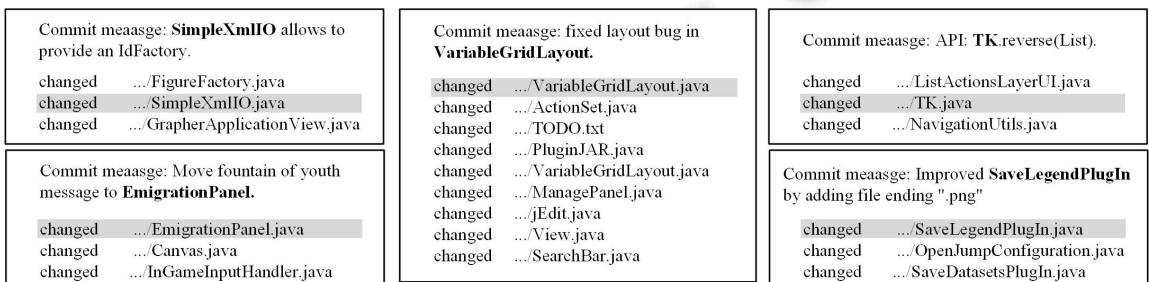 Commit meaasge: SimpleXmlIO allows to
provide an IdFactory.
changed .../FigureFactory.java
changed .../SimpleXmlIO.java
changed .../GrapherApplicationView.java
Commit meaasge: Move fountain of youth
message to EmigrationPanel.
changed .../EmigrationPanel.java
changed .../Canvas.java
changed .../InGameInputHandler.java
Commit meaasge: fixed layout bug in
VariableGridLayout.
changed .../VariableGridLayout.java
changed .../ActionSet.java
changed .../TODO.txt
changed .../PluginJAR.java
changed .../VariableGridLayout.java
changed .../ManagePanel.java
changed .../jEdit.java
changed .../View.java
changed .../SearchBar.java
Commit meaasge: API: TK.reverse(List).
changed .../ListActionsLayerUI.java
changed .../TK.java
changed .../NavigationUtils.java
Commit meaasge: Improved SaveLegendPlugIn
by adding file ending ".png"
changed .../SaveLegendPlugIn.java
changed .../OpenJumpConfiguration.java
changed .../SaveDatasetsPlugIn.java